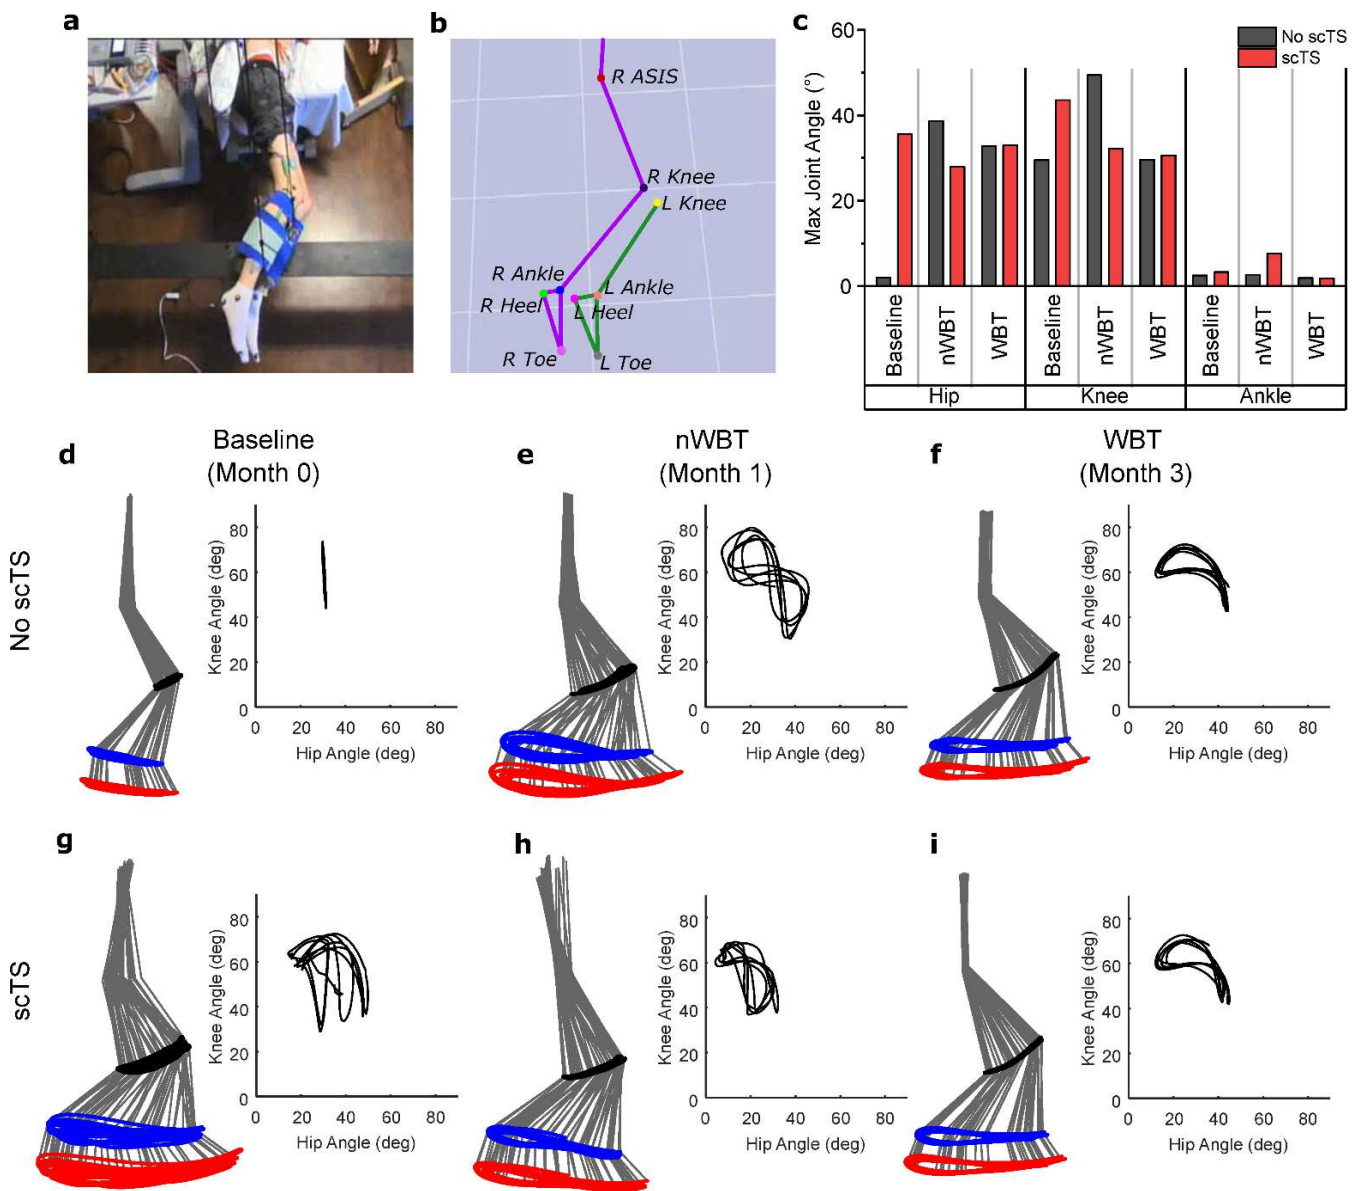 a
b
R ASIS
R Knee
L Knee
R Ankle
L Ankle
R Heel
L Heel
R Toe
L Toe
c
No scTS
scTS
Max Joint Angle (°)
60
40
20
0
Baseline
nWBT
WBT
Baseline
nWBT
WBT
Baseline
nWBT
WBT
Hip
Knee
Ankle
Baseline
(Month 0)
nWBT
(Month 1)
WBT
(Month 3)
No scTS
d
Knee Angle (deg)
80
60
40
20
0
0 20 40 60 80
Hip Angle (deg)
e
Knee Angle (deg)
80
60
40
20
0
0 20 40 60 80
Hip Angle (deg)
f
Knee Angle (deg)
80
60
40
20
0
0 20 40 60 80
Hip Angle (deg)
scTS
g
Knee Angle (deg)
80
60
40
20
0
0 20 40 60 80
Hip Angle (deg)
h
Knee Angle (deg)
80
60
40
20
0
0 20 40 60 80
Hip Angle (deg)
i
Knee Angle (deg)
80
60
40
20
0
0 20 40 60 80
Hip Angle (deg)